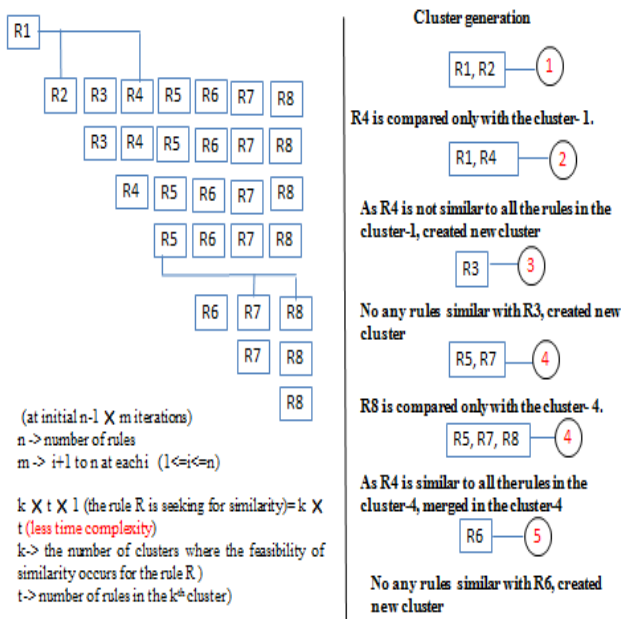 R1
R2 R3 R4 R5 R6 R7 R8
R3 R4 R5 R6 R7 R8
R4 R5 R6 R7 R8
R5 R6 R7 R8
R6 R7 R8
R7 R8
R8
(at initial n-1 X m iterations)
n -> number of rules
m -> i+1 to n at each i (1<=i<=n)
k X t X 1 (the rule R is seeking for similarity)= k X
t (less time complexity)
k-> the number of clusters where the feasibility of
similarity occurs for the rule R )
t-> number of rules in the kth cluster)
Cluster generation
R1, R2 1
R4 is compared only with the cluster- 1.
R1, R4 2
As R4 is not similar to all the rules in the
cluster-1, created new cluster
R3 3
No any rules similar with R3, created new
cluster
R5, R7 4
R8 is compared only with the cluster- 4.
R5, R7, R8 4
As R4 is similar to all the rules in the
cluster-4, merged in the cluster-4
R6 5
No any rules similar with R6, created
new cluster